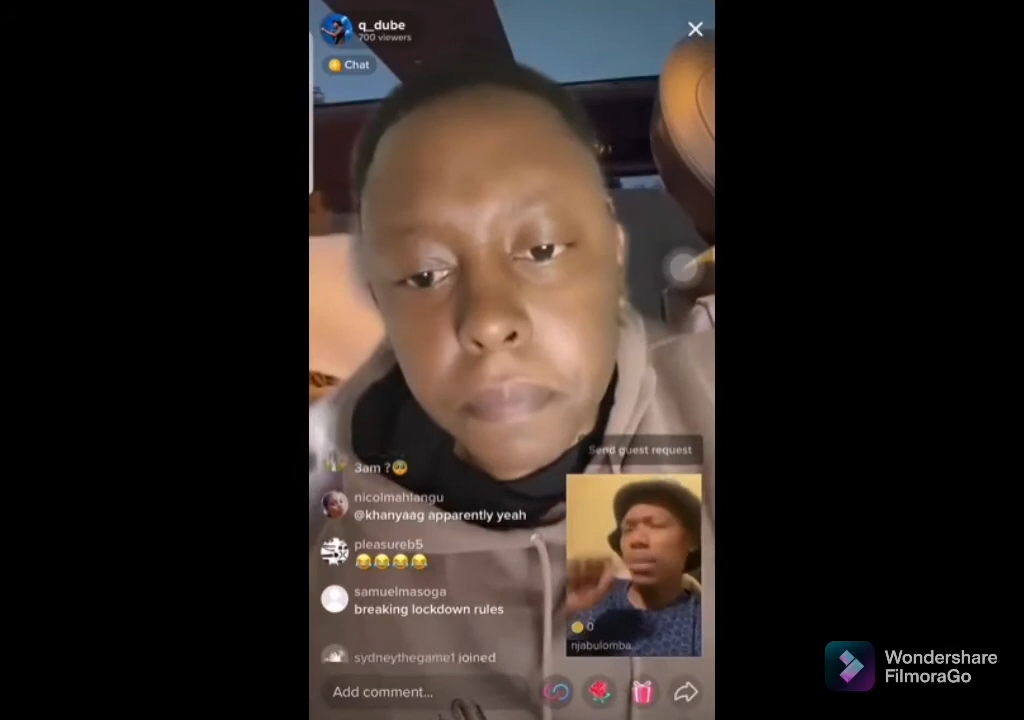 q_dube
700 viewers
Chat
Send guest request
3am ?🥺
nicolmahlangu
@khanyaag apparently yeah
pleasureb5
😂😂😂😂
samuelmasoga
breaking lockdown rules
0
njabulomba...
sydneythegame1 joined
Add comment...
Wondershare
FilmoraGo